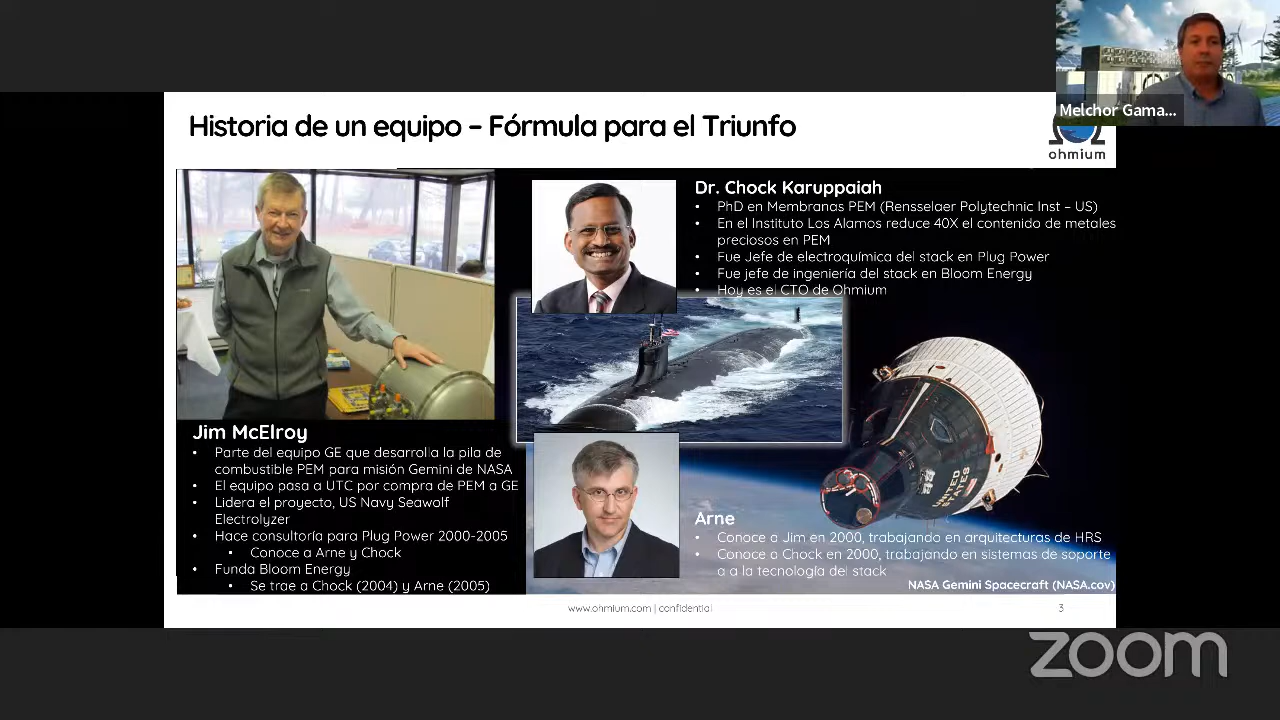 Melchor Gama...
Historia de un equipo – Fórmula para el Triunfo
ohmium
Dr. Chock Karuppaiah
• PhD en Membranas PEM (Rensselaer Polytechnic Inst – US)
• En el Instituto Los Alamos reduce 40X el contenido de metales
preciosos en PEM
• Fue Jefe de electroquímica del stack en Plug Power
• Fue jefe de ingeniería del stack en Bloom Energy
• Hoy es el CTO de Ohmium
Jim McElroy
• Parte del equipo GE que desarrolla la pila de
combustible PEM para misión Gemini de NASA
• El equipo pasa a UTC por compra de PEM a GE
• Lidera el proyecto, US Navy Seawolf
Electrolyzer
• Hace consultoría para Plug Power 2000-2005
• Conoce a Arne y Chock
• Funda Bloom Energy
• Se trae a Chock (2004) y Arne (2005)
UNITED
STATES
Arne
• Conoce a Jim en 2000, trabajando en arquitecturas de HRS
• Conoce a Chock en 2000, trabajando en sistemas de soporte
a a la tecnología del stack
NASA Gemini Spacecraft (NASA.cov)
www.ohmium.com | confidential
3
zoom